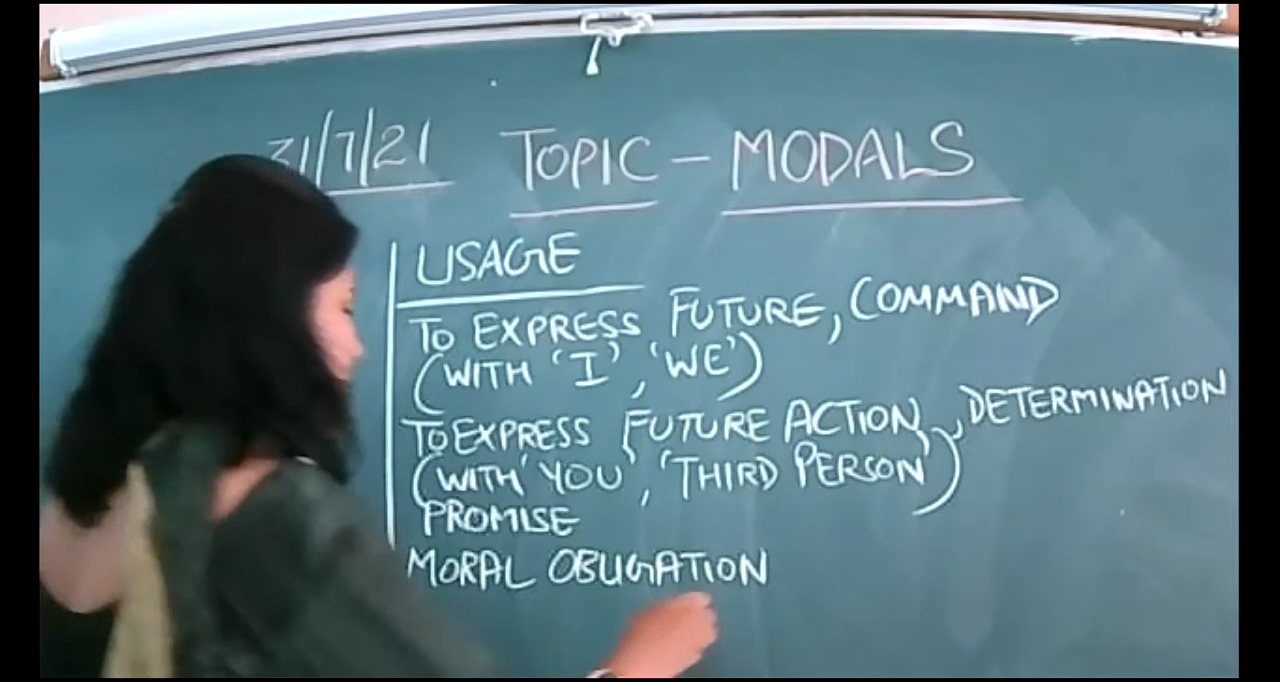 31/7/21 TOPIC - MODALS
USAGE
TO EXPRESS FUTURE, COMMAND
(WITH 'I', 'WE')
TO EXPRESS FUTURE ACTION, DETERMINATION
(WITH 'YOU', 'THIRD PERSON')
PROMISE
MORAL OBLIGATION